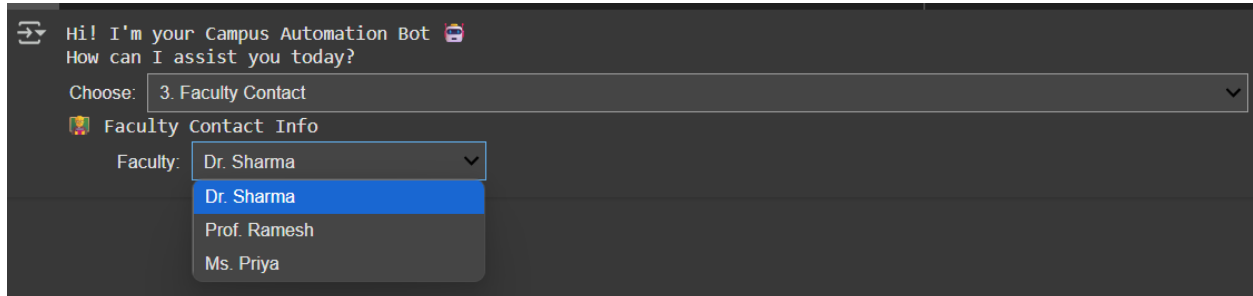 Hi! I'm your Campus Automation Bot 🤖
How can I assist you today?
Choose: 3. Faculty Contact
👩‍🏫 Faculty Contact Info
Faculty: Dr. Sharma
Dr. Sharma
Prof. Ramesh
Ms. Priya